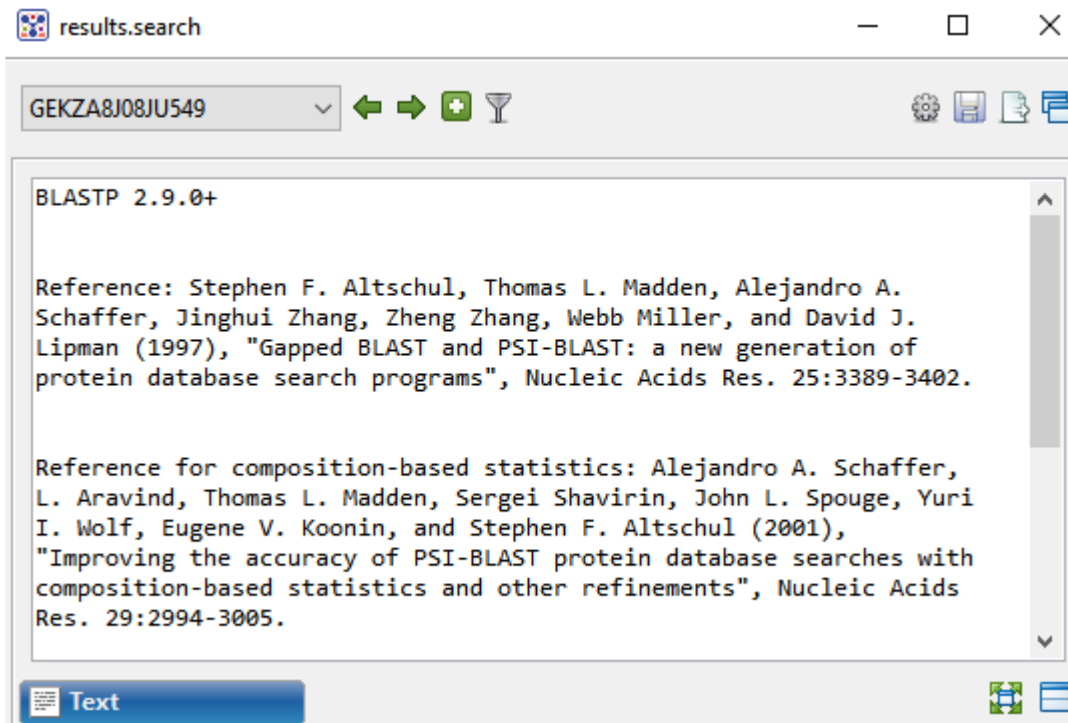 results.search
GEKZA8J08JU549
BLASTP 2.9.0+
Reference: Stephen F. Altschul, Thomas L. Madden, Alejandro A.
Schaffer, Jinghui Zhang, Zheng Zhang, Webb Miller, and David J.
Lipman (1997), "Gapped BLAST and PSI-BLAST: a new generation of
protein database search programs", Nucleic Acids Res. 25:3389-3402.
Reference for composition-based statistics: Alejandro A. Schaffer,
L. Aravind, Thomas L. Madden, Sergei Shavirin, John L. Spouge, Yuri
I. Wolf, Eugene V. Koonin, and Stephen F. Altschul (2001),
"Improving the accuracy of PSI-BLAST protein database searches with
composition-based statistics and other refinements", Nucleic Acids
Res. 29:2994-3005.
Text